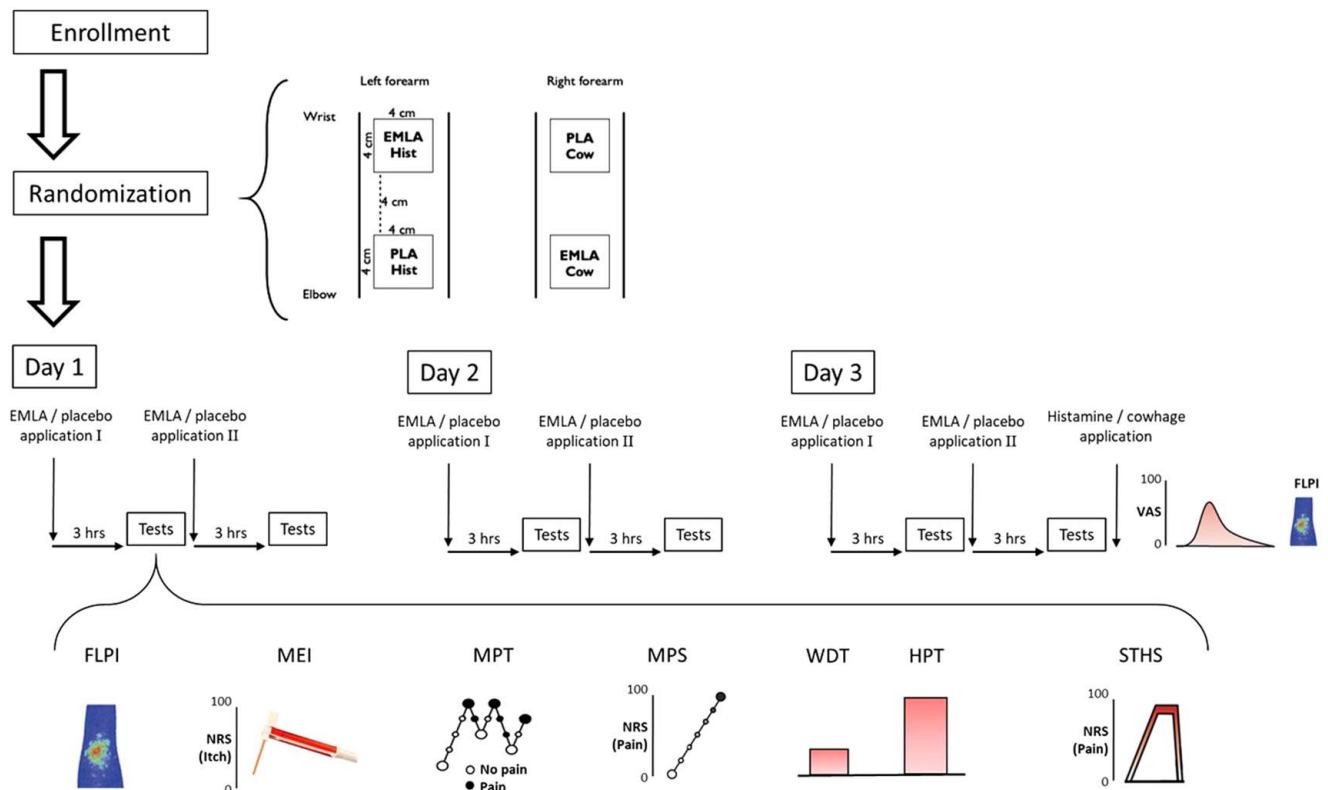 Enrollment
Randomization
Left forearm
Right forearm
Wrist
4 cm
4 cm
EMLA
Hist
PLA
Cow
4 cm
4 cm
4 cm
PLA
Hist
EMLA
Cow
Elbow
Day 1
EMLA / placebo
application I
EMLA / placebo
application II
3 hrs
Tests
3 hrs
Tests
Day 2
EMLA / placebo
application I
EMLA / placebo
application II
3 hrs
Tests
3 hrs
Tests
Day 3
EMLA / placebo
application I
EMLA / placebo
application II
Histamine / cowhage
application
3 hrs
Tests
3 hrs
Tests
100
VAS
0
FLPI
FLPI
MEI
100
NRS
(Itch)
0
MPT
No pain
Pain
MPS
100
NRS
(Pain)
0
WDT
HPT
STHS
100
NRS
(Pain)
0